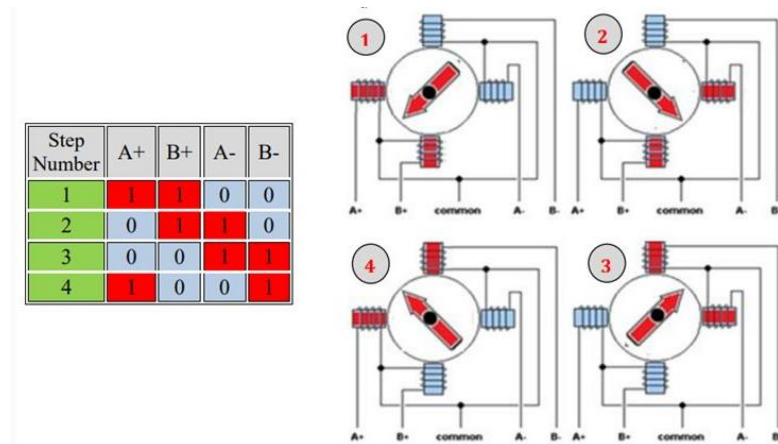 Step Number A+ B+ A- B-
1 1 1 0 0
2 0 1 1 0
3 0 0 1 1
4 1 0 0 1
1
A+ B+ common A- B-
2
A+ B+ common A- B
4
A+ B+ common A- B-
3
A+ B+ common A- B